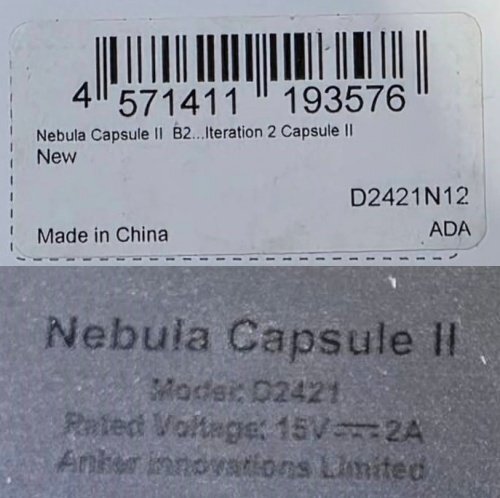 4 571411 193576
Nebula Capsule II B2...Iteration 2 Capsule II
New
D2421N12
Made in China
ADA
Nebula Capsule II
Model: D2421
Rated Voltage: 15V⎓2A
Anker Innovations Limited